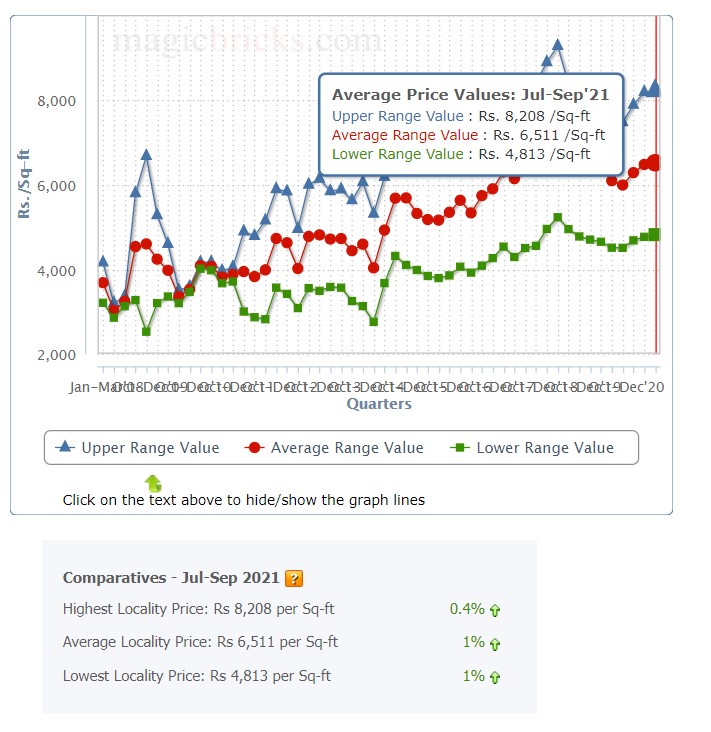 magicbricks.com
Average Price Values: Jul-Sep'21
Upper Range Value : Rs. 8,208 /Sq-ft
Average Range Value : Rs. 6,511 /Sq-ft
Lower Range Value : Rs. 4,813 /Sq-ft
Rs./Sq-ft
8,000
6,000
4,000
2,000
Quarters
Upper Range Value
Average Range Value
Lower Range Value
Click on the text above to hide/show the graph lines
Comparatives - Jul-Sep 2021 ?
Highest Locality Price: Rs 8,208 per Sq-ft 0.4%
Average Locality Price: Rs 6,511 per Sq-ft 1%
Lowest Locality Price: Rs 4,813 per Sq-ft 1%